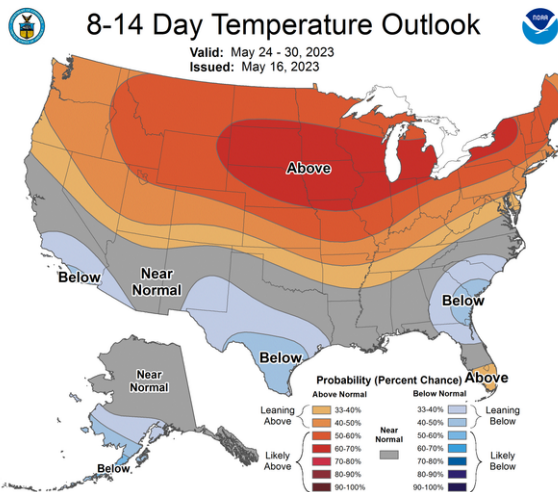 8-14 Day Temperature Outlook
Valid: May 24 - 30, 2023
Issued: May 16, 2023
NOAA
Above
Below
Near
Normal
Below
Below
Above
Near
Normal
Below
Probability (Percent Chance)
Above Normal
Below Normal
Leaning
Above
33-40%
40-50%
Likely
Above
50-60%
60-70%
70-80%
80-90%
90-100%
Near
Normal
33-40%
40-50%
Leaning
Below
50-60%
60-70%
70-80%
80-90%
90-100%
Likely
Below